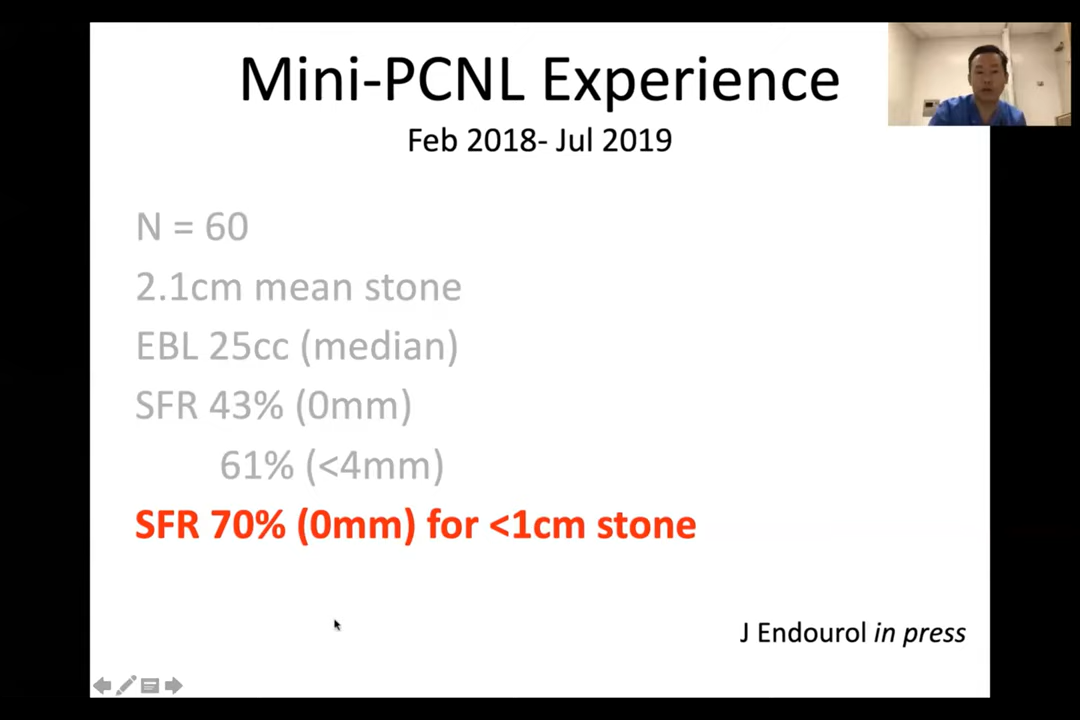 Mini-PCNL Experience
Feb 2018- Jul 2019
N = 60
2.1cm mean stone
EBL 25cc (median)
SFR 43% (0mm)
61% (<4mm)
SFR 70% (0mm) for <1cm stone
J Endourol in press